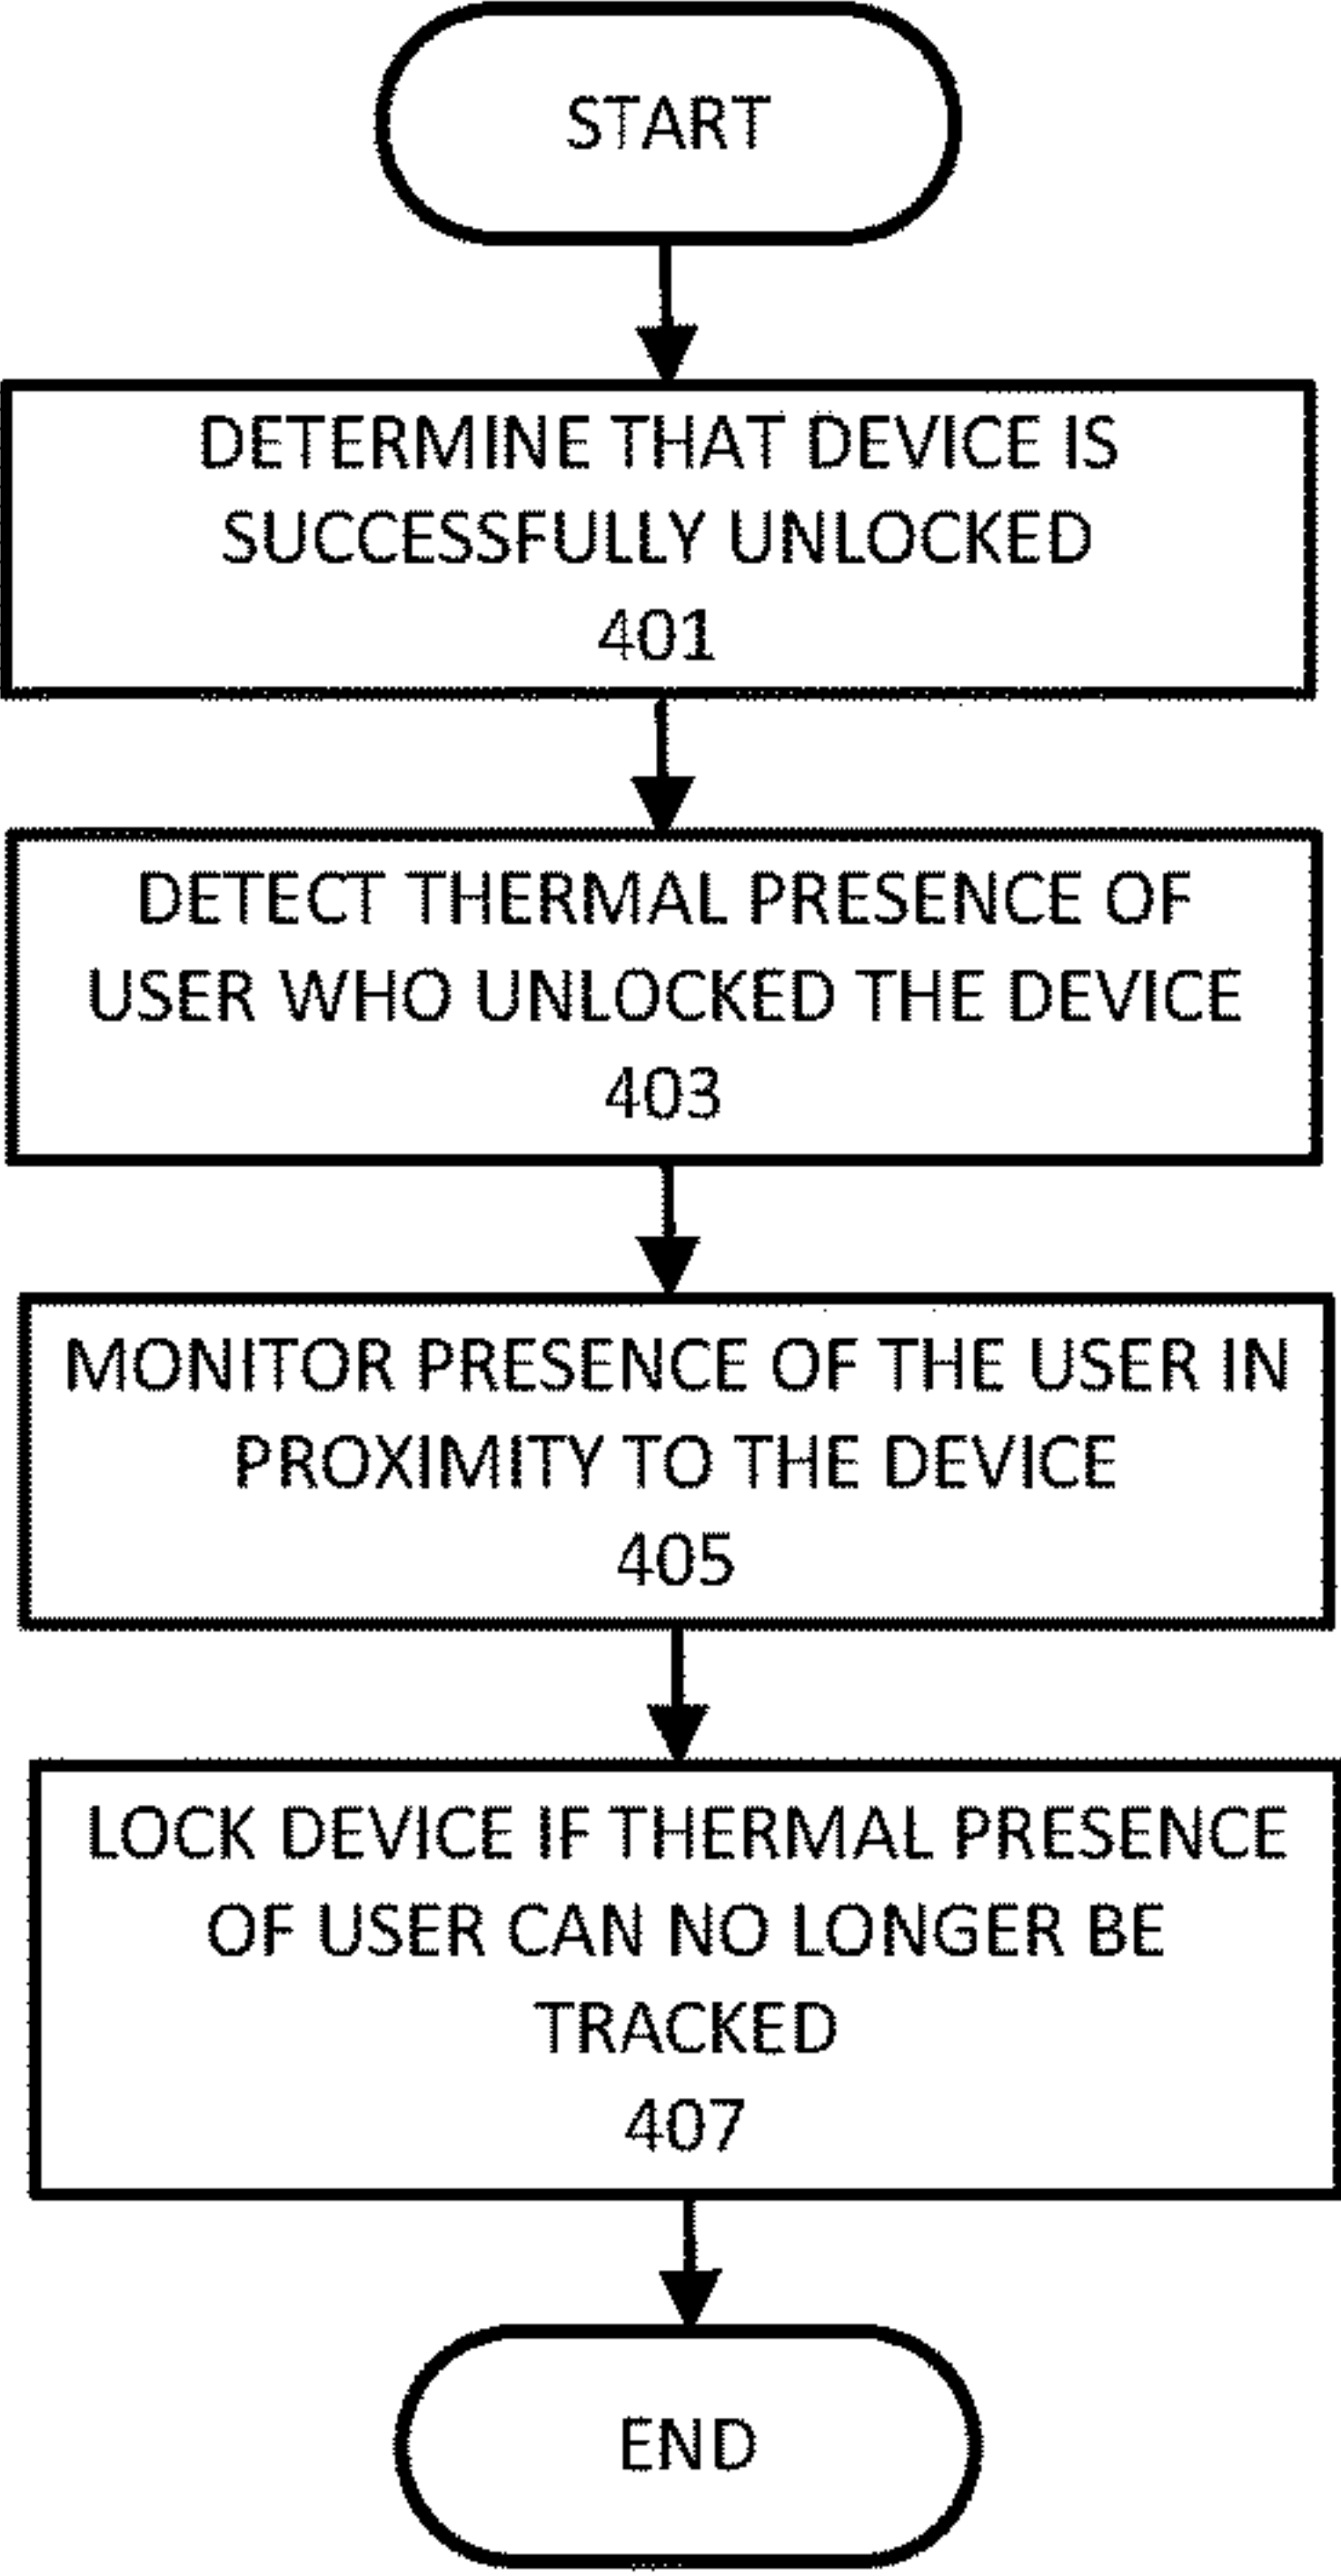 START
DETERMINE THAT DEVICE IS
SUCCESSFULLY UNLOCKED
401
DETECT THERMAL PRESENCE OF
USER WHO UNLOCKED THE DEVICE
403
MONITOR PRESENCE OF THE USER IN
PROXIMITY TO THE DEVICE
405
LOCK DEVICE IF THERMAL PRESENCE
OF USER CAN NO LONGER BE
TRACKED
407
END